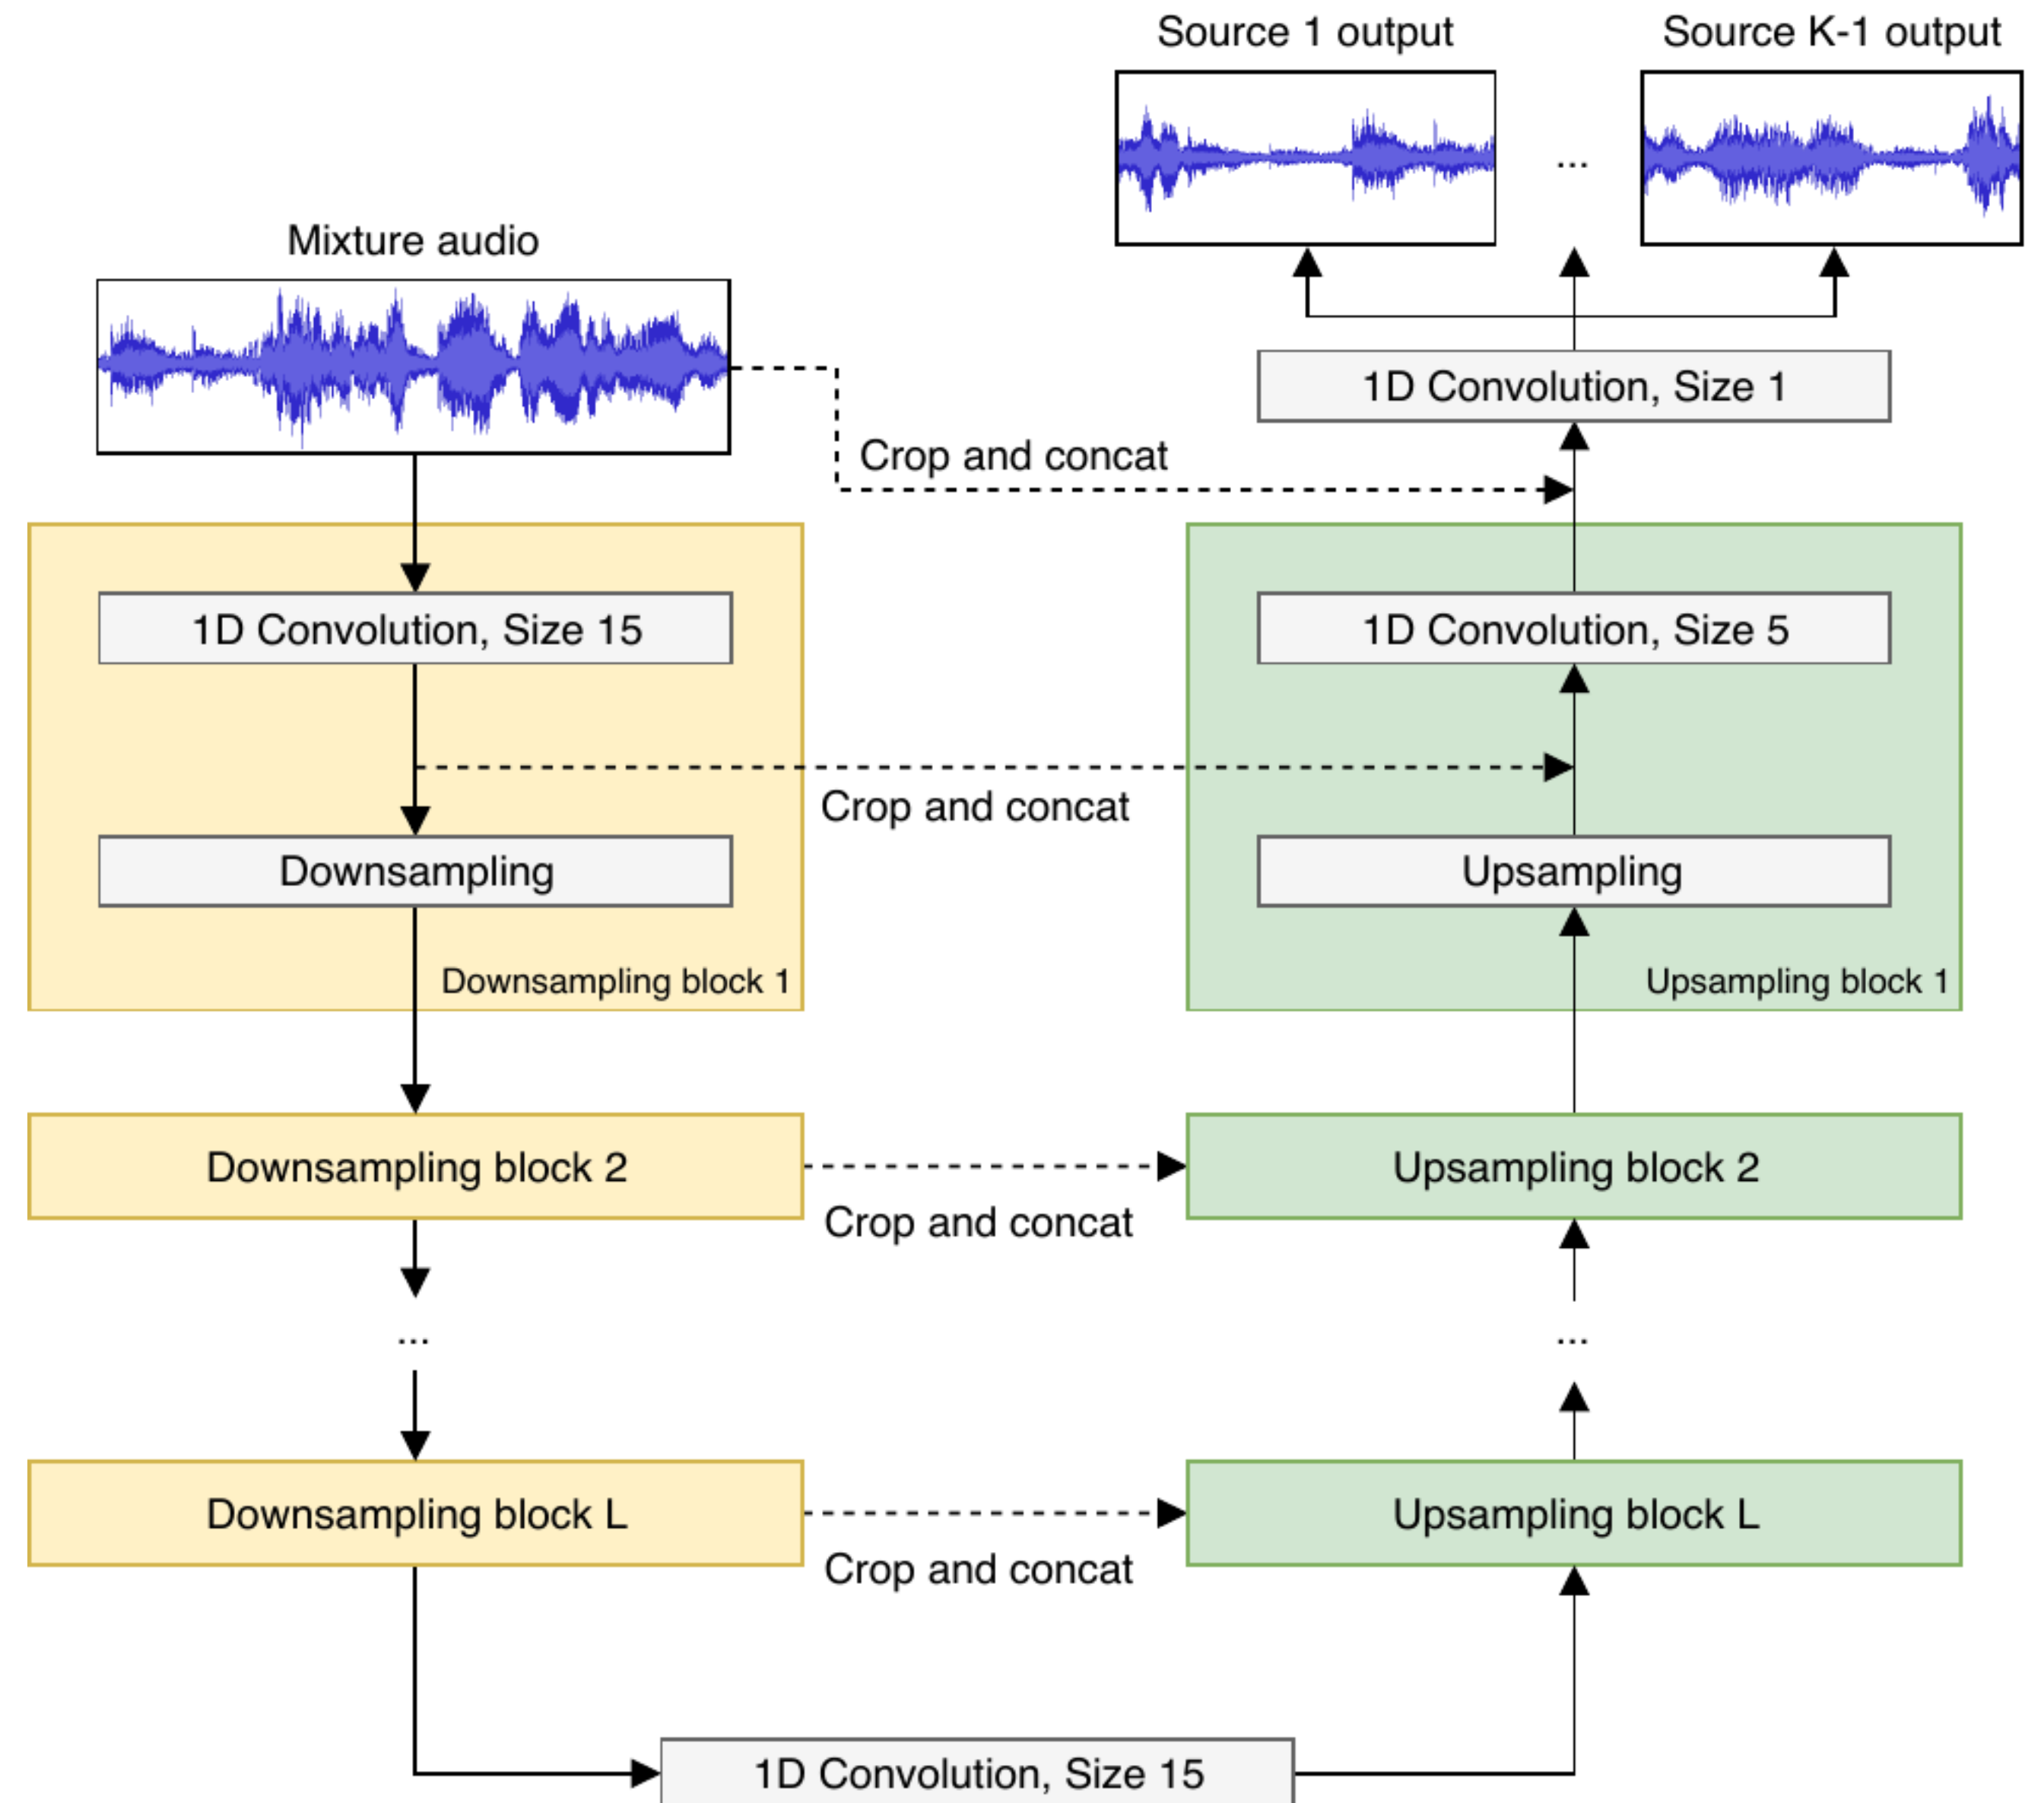 Source 1 output
Source K-1 output
...
Mixture audio
1D Convolution, Size 1
Crop and concat
1D Convolution, Size 15
1D Convolution, Size 5
Crop and concat
Downsampling
Upsampling
Downsampling block 1
Upsampling block 1
Downsampling block 2
Upsampling block 2
Crop and concat
...
...
Downsampling block L
Upsampling block L
Crop and concat
1D Convolution, Size 15